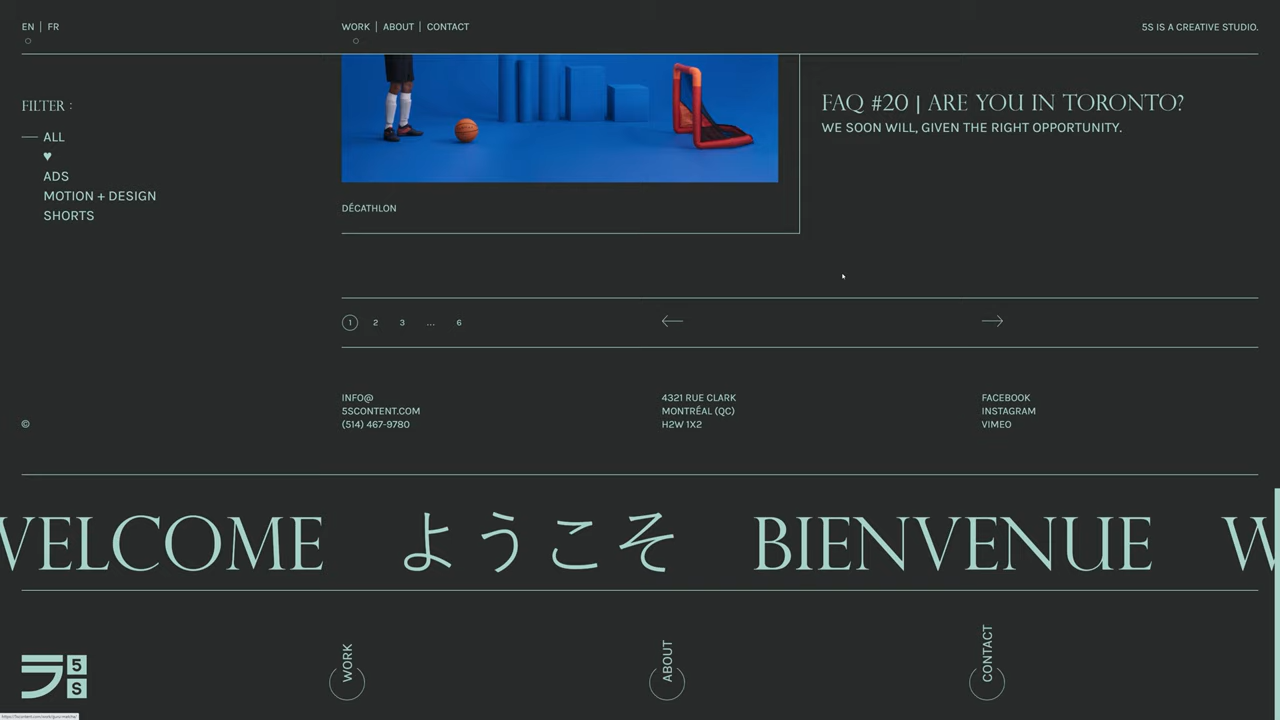 EN | FR
WORK | ABOUT | CONTACT
5S IS A CREATIVE STUDIO.
FILTER :
ALL
♥
ADS
MOTION + DESIGN
SHORTS
DÉCATHLON
FAQ #20 | ARE YOU IN TORONTO?
WE SOON WILL, GIVEN THE RIGHT OPPORTUNITY.
1 2 3 ... 6
INFO@
5SCONTENT.COM
(514) 467-9780
4321 RUE CLARK
MONTRÉAL (QC)
H2W 1X2
FACEBOOK
INSTAGRAM
VIMEO
©
WELCOME ようこそ BIENVENUE W
ラ 5
S
WORK
ABOUT
CONTACT